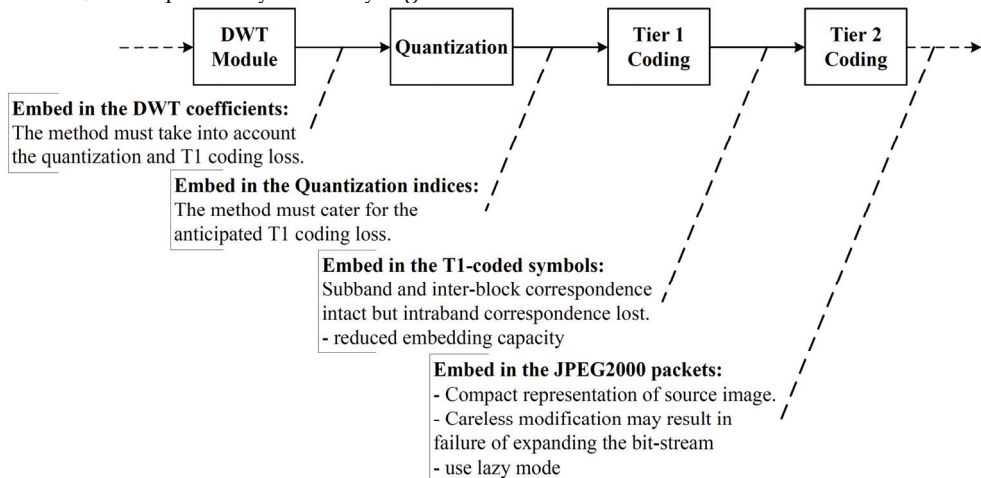 DWT
Module
Quantization
Tier 1
Coding
Tier 2
Coding
Embed in the DWT coefficients:
The method must take into account
the quantization and T1 coding loss.
Embed in the Quantization indices:
The method must cater for the
anticipated T1 coding loss.
Embed in the T1-coded symbols:
Subband and inter-block correspondence
intact but intraband correspondence lost.
- reduced embedding capacity
Embed in the JPEG2000 packets:
- Compact representation of source image.
- Careless modification may result in
failure of expanding the bit-stream
- use lazy mode